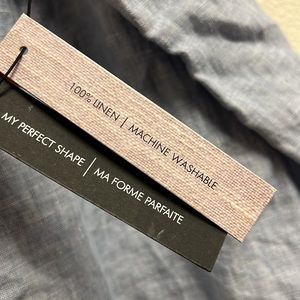 100% LINEN | MACHINE WASHABLE
MY PERFECT SHAPE | MA FORME PARFAITE